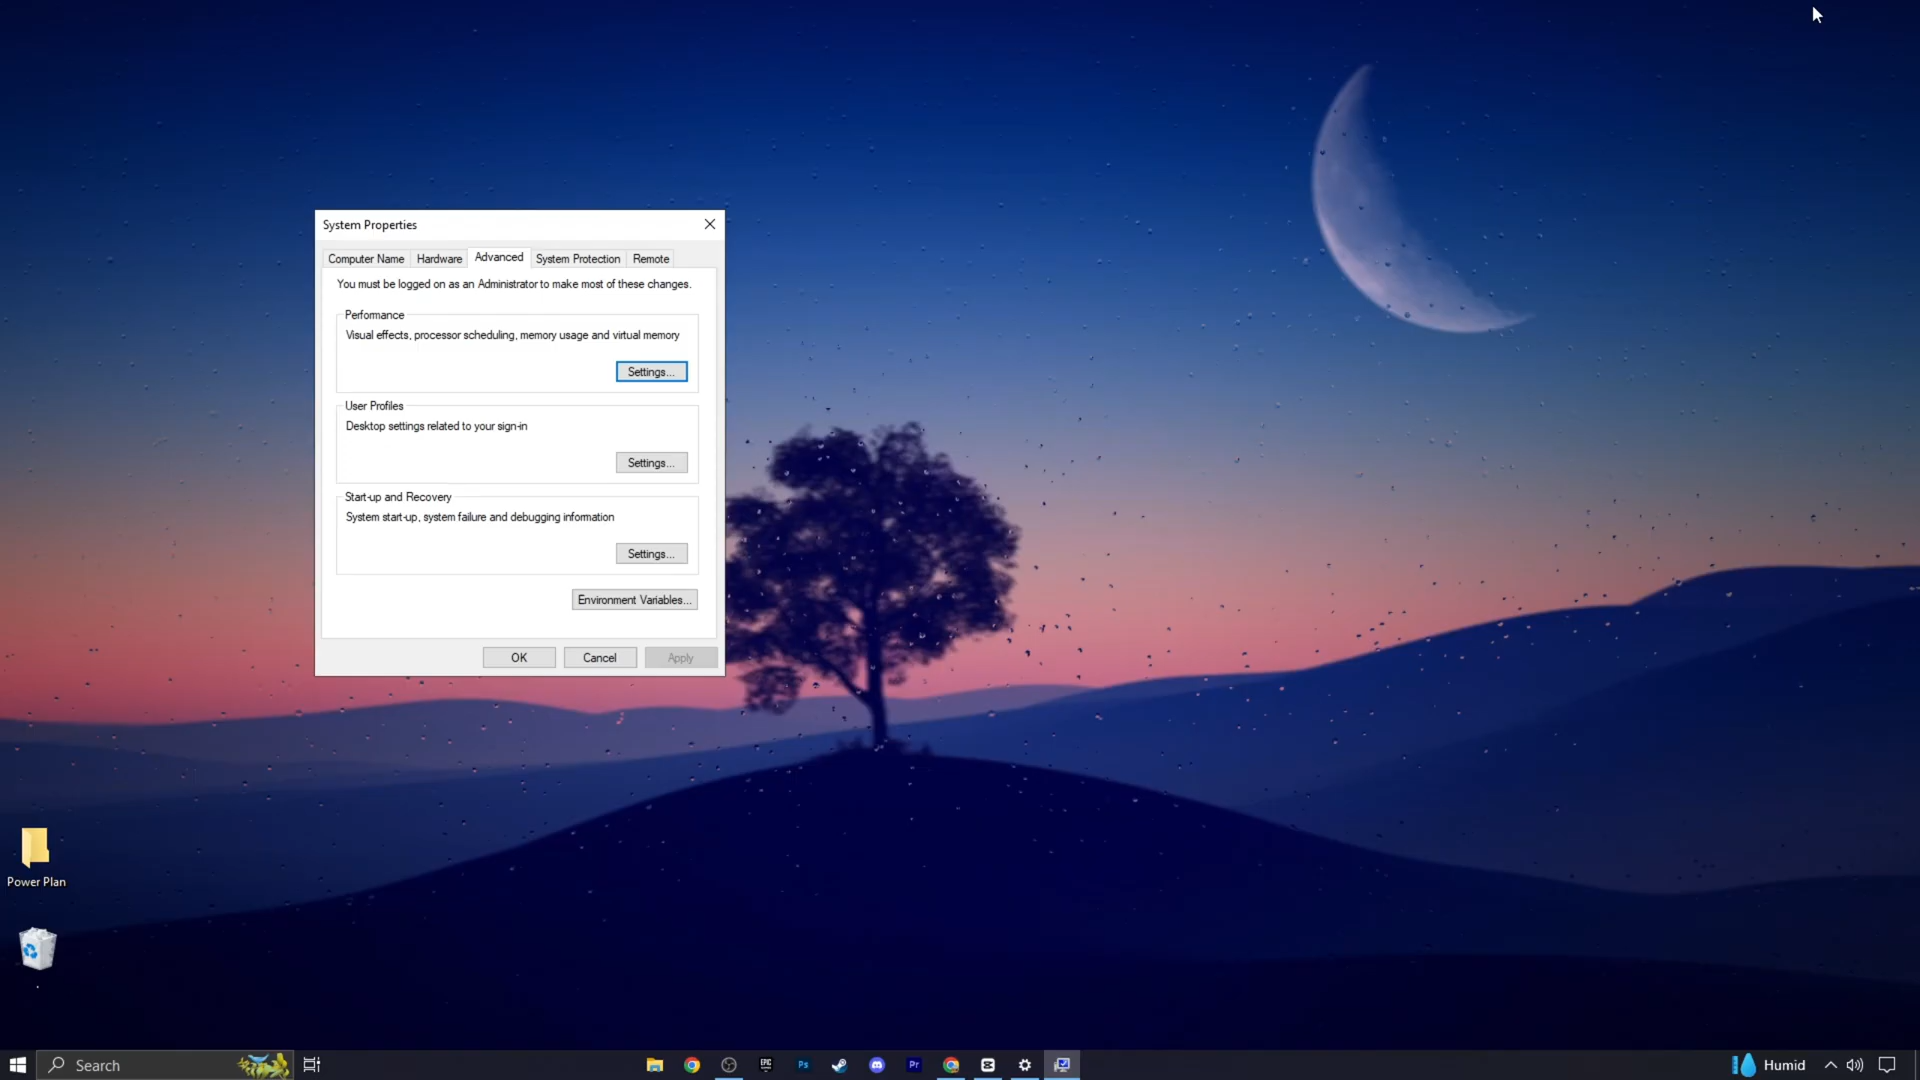 System Properties
Computer Name Hardware Advanced System Protection Remote
You must be logged on as an Administrator to make most of these changes.
Performance
Visual effects, processor scheduling, memory usage and virtual memory
Settings...
User Profiles
Desktop settings related to your sign-in
Settings...
Start-up and Recovery
System start-up, system failure and debugging information
Settings...
Environment Variables...
OK Cancel Apply
Power Plan
.
Search
EPIC
Ps
Pr
Humid